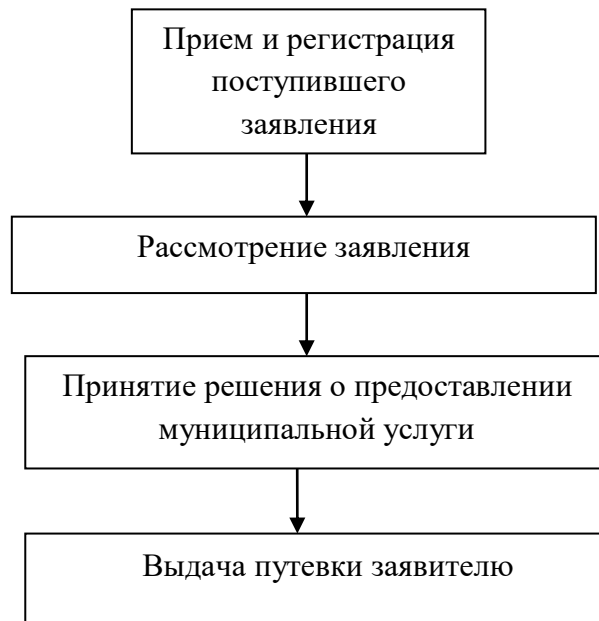 Прием и регистрация
поступившего
заявления
Рассмотрение заявления
Принятие решения о предоставлении
муниципальной услуги
Выдача путевки заявителю